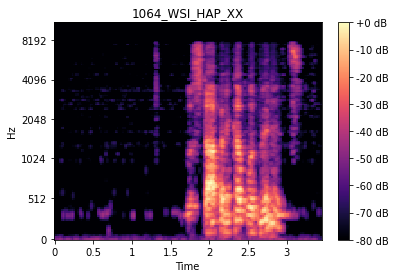 1064_WSI_HAP_XX
+0 dB
8192
-10 dB
4096
-20 dB
-30 dB
2048
Hz
-40 dB
1024
-50 dB
512
-60 dB
-70 dB
0
-80 dB
0 0.5 1 1.5 2 2.5 3
Time